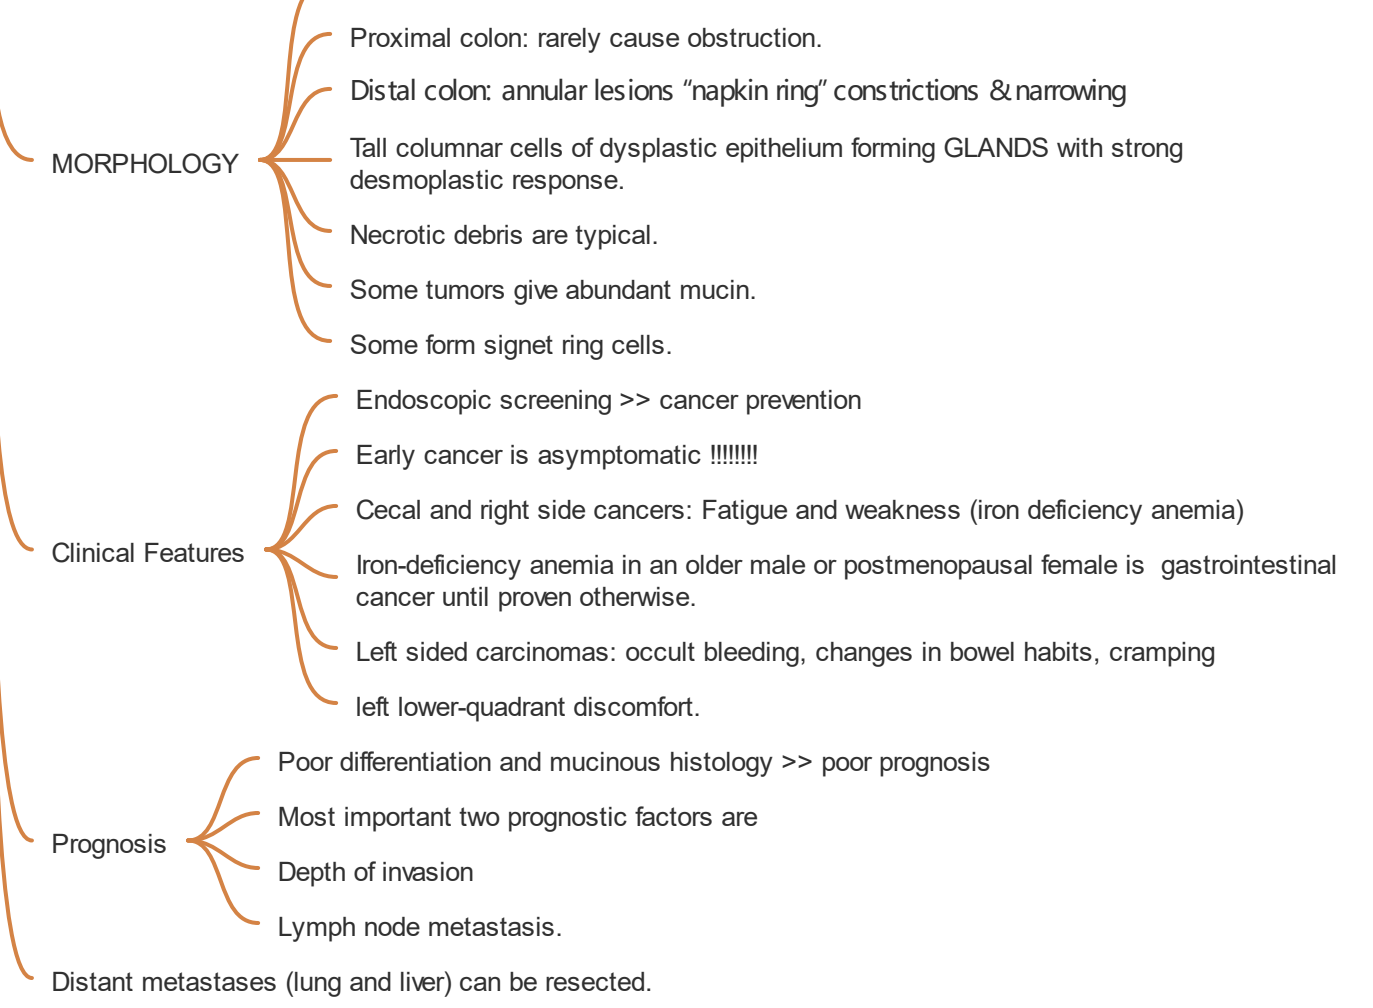 Proximal colon: rarely cause obstruction.
Distal colon: annular lesions “napkin ring” constrictions & narrowing
MORPHOLOGY
Tall columnar cells of dysplastic epithelium forming GLANDS with strong
desmoplastic response.
Necrotic debris are typical.
Some tumors give abundant mucin.
Some form signet ring cells.
Endoscopic screening >> cancer prevention
Early cancer is asymptomatic !!!!!!!!
Cecal and right side cancers: Fatigue and weakness (iron deficiency anemia)
Clinical Features
Iron-deficiency anemia in an older male or postmenopausal female is gastrointestinal
cancer until proven otherwise.
Left sided carcinomas: occult bleeding, changes in bowel habits, cramping
left lower-quadrant discomfort.
Poor differentiation and mucinous histology >> poor prognosis
Most important two prognostic factors are
Prognosis
Depth of invasion
Lymph node metastasis.
Distant metastases (lung and liver) can be resected.